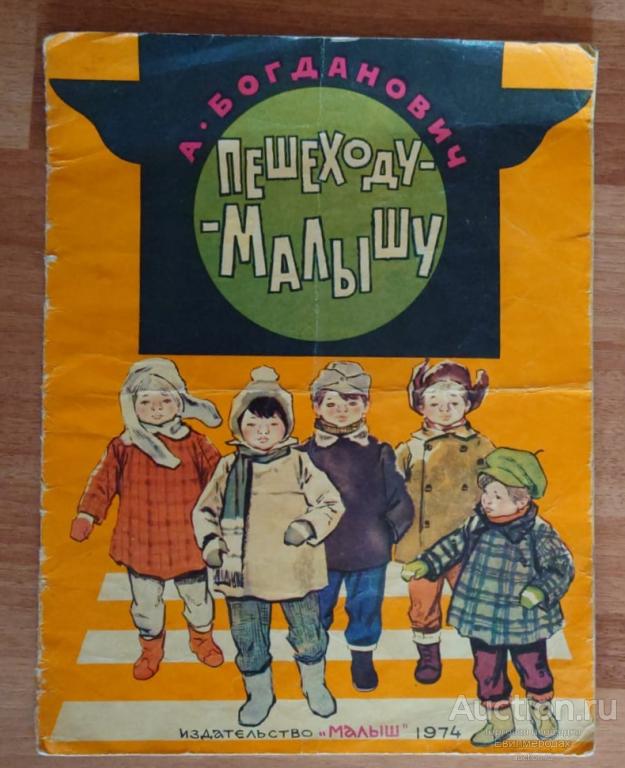 А. БОГДАНОВИЧ
ПЕШЕХОДУ-
-МАЛЫШУ
ИЗДАТЕЛЬСТВО „МАЛЫШ" 1974
Auction.ru